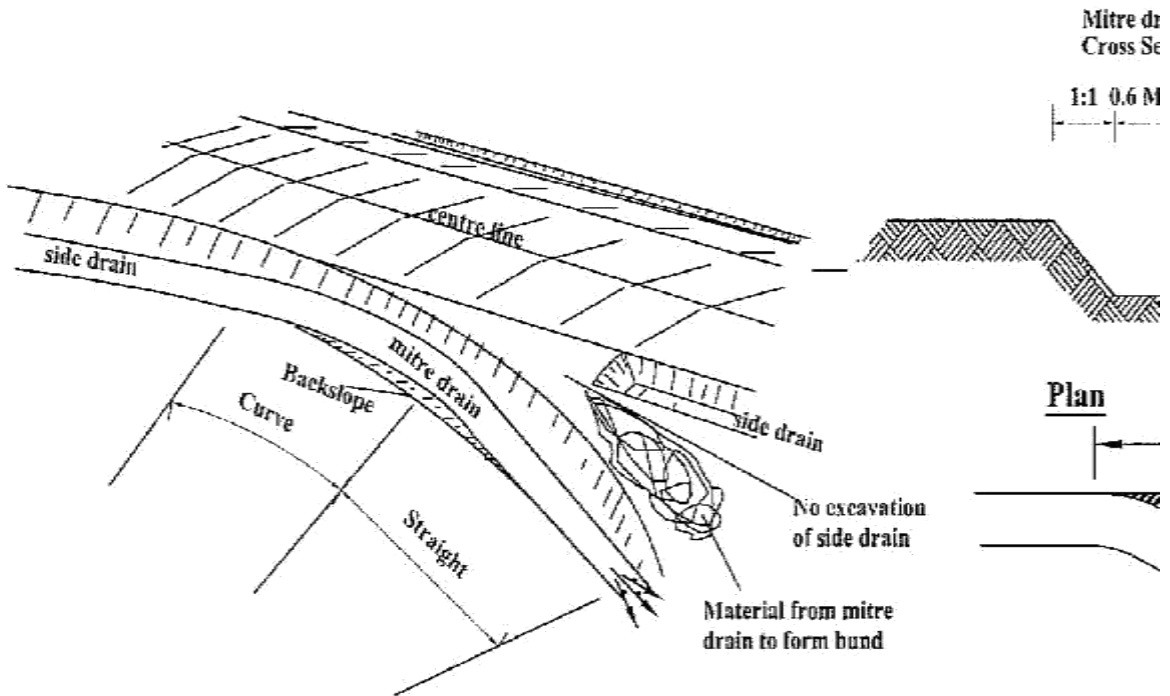 Mitre dr
Cross Se
1:1 0.6 M
centre line
side drain
mitre drain
Backslope
Curve
side drain
Plan
Straight
No excavation
of side drain
Material from mitre
drain to form bund